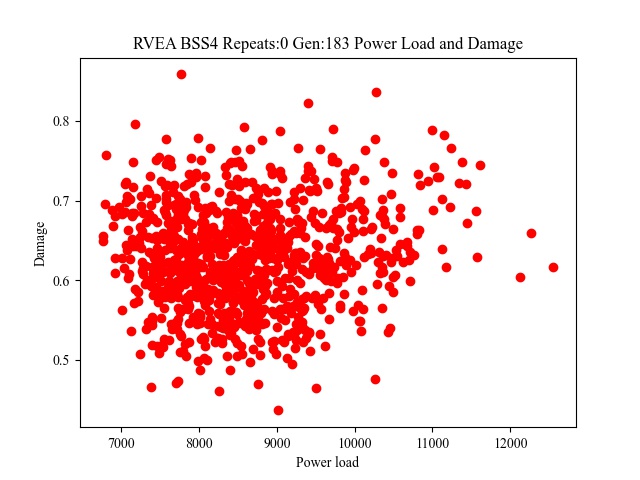 RVEA BSS4 Repeats:0 Gen:183 Power Load and Damage
0.8
0.7
0.6
0.5
Damage
7000 8000 9000 10000 11000 12000
Power load